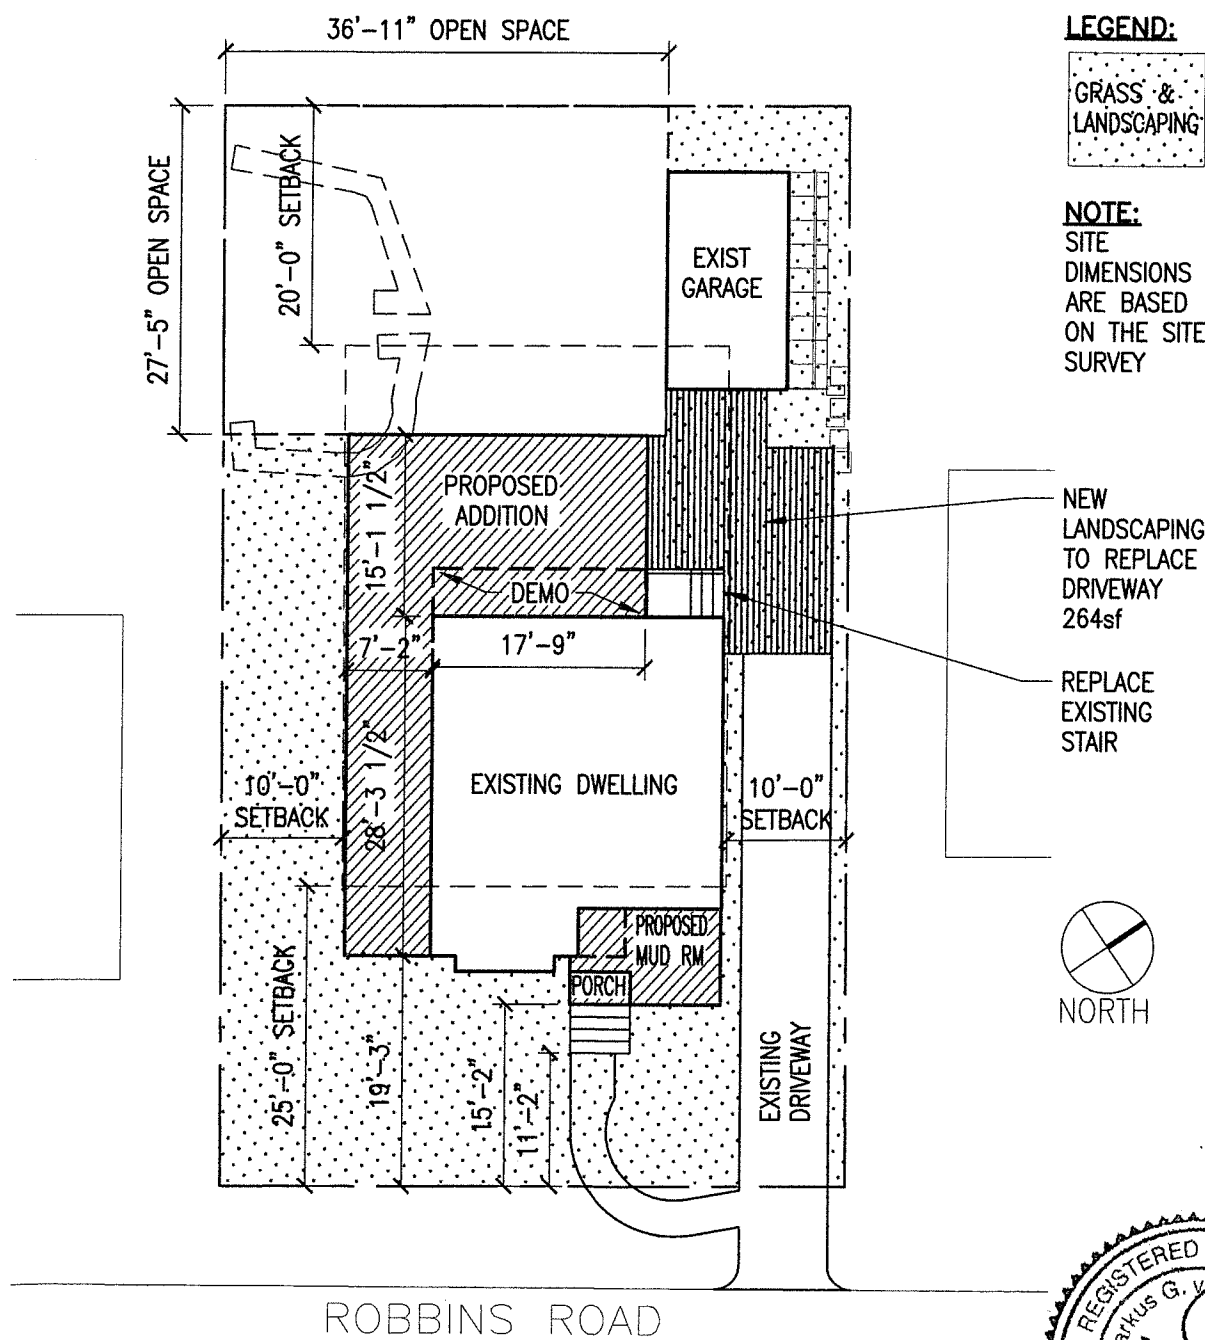 36'-11" OPEN SPACE
LEGEND:
GRASS &
LANDSCAPING
27'-5" OPEN SPACE
20'-0" SETBACK
NOTE:
SITE
DIMENSIONS
ARE BASED
ON THE SITE
SURVEY
EXIST
GARAGE
PROPOSED
ADDITION
15'-1 1/2"
NEW
LANDSCAPING
TO REPLACE
DRIVEWAY
264sf
DEMO
7'-2"
17'-9"
REPLACE
EXISTING
STAIR
28'-3 1/2"
EXISTING DWELLING
10'-0"
SETBACK
10'-0"
SETBACK
PROPOSED
MUD RM
PORCH
25'-0" SETBACK
19'-3"
15'-2"
11'-2"
EXISTING
DRIVEWAY
NORTH
REGISTERED
arkus G. V
ROBBINS ROAD